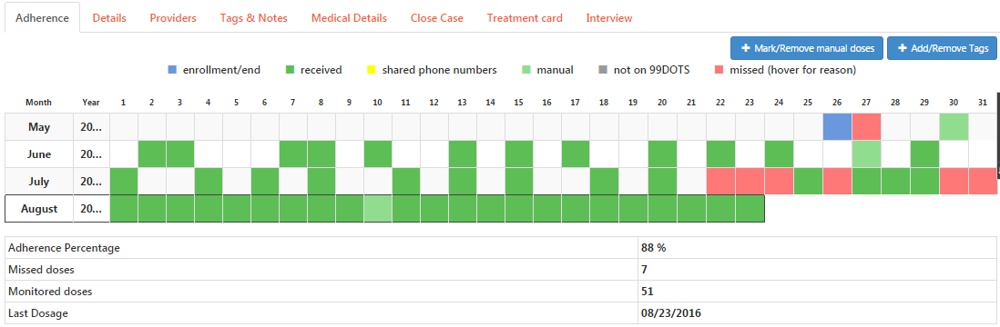 Adherence Details Providers Tags & Notes Medical Details Close Case Treatment card Interview
+ Mark/Remove manual doses + Add/Remove Tags
enrollment/end received shared phone numbers manual not on 99DOTS missed (hover for reason)
Month Year 1 2 3 4 5 6 7 8 9 10 11 12 13 14 15 16 17 18 19 20 21 22 23 24 25 26 27 28 29 30 31
May 20...
June 20...
July 20...
August 20...
Adherence Percentage 88 %
Missed doses 7
Monitored doses 51
Last Dosage 08/23/2016